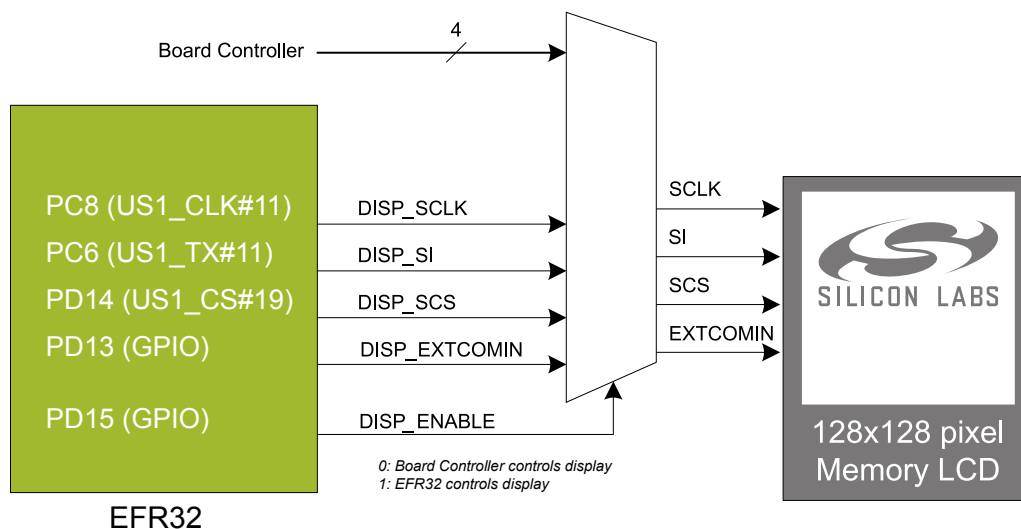 4
Board Controller
PC8 (US1_CLK#11)
DISP_SCLK
SCLK
PC6 (US1_TX#11)
DISP_SI
SI
PD14 (US1_CS#19)
DISP_SCS
SCS
PD13 (GPIO)
DISP_EXTCOMIN
EXTCOMIN
PD15 (GPIO)
DISP_ENABLE
0: Board Controller controls display
1: EFR32 controls display
EFR32
SILICON LABS
128x128 pixel
Memory LCD